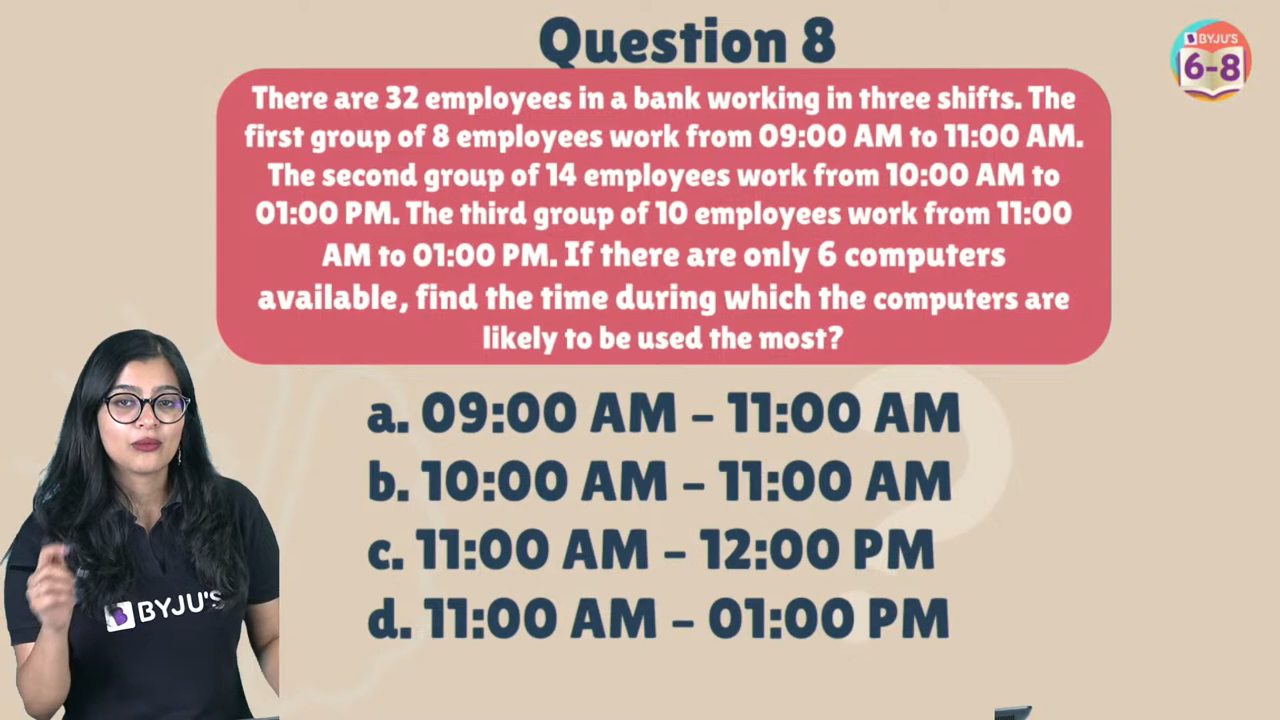 Question 8
BYJU'S
6-8
There are 32 employees in a bank working in three shifts. The
first group of 8 employees work from 09:00 AM to 11:00 AM.
The second group of 14 employees work from 10:00 AM to
01:00 PM. The third group of 10 employees work from 11:00
AM to 01:00 PM. If there are only 6 computers
available, find the time during which the computers are
likely to be used the most?
a. 09:00 AM – 11:00 AM
b. 10:00 AM – 11:00 AM
c. 11:00 AM – 12:00 PM
d. 11:00 AM – 01:00 PM
BYJU'S